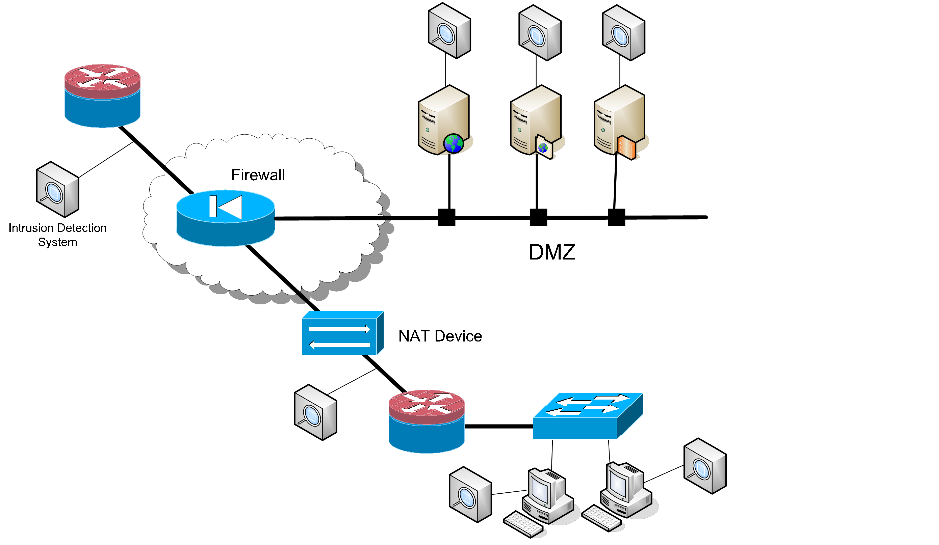 Firewall
Intrusion Detection
System
DMZ
NAT Device